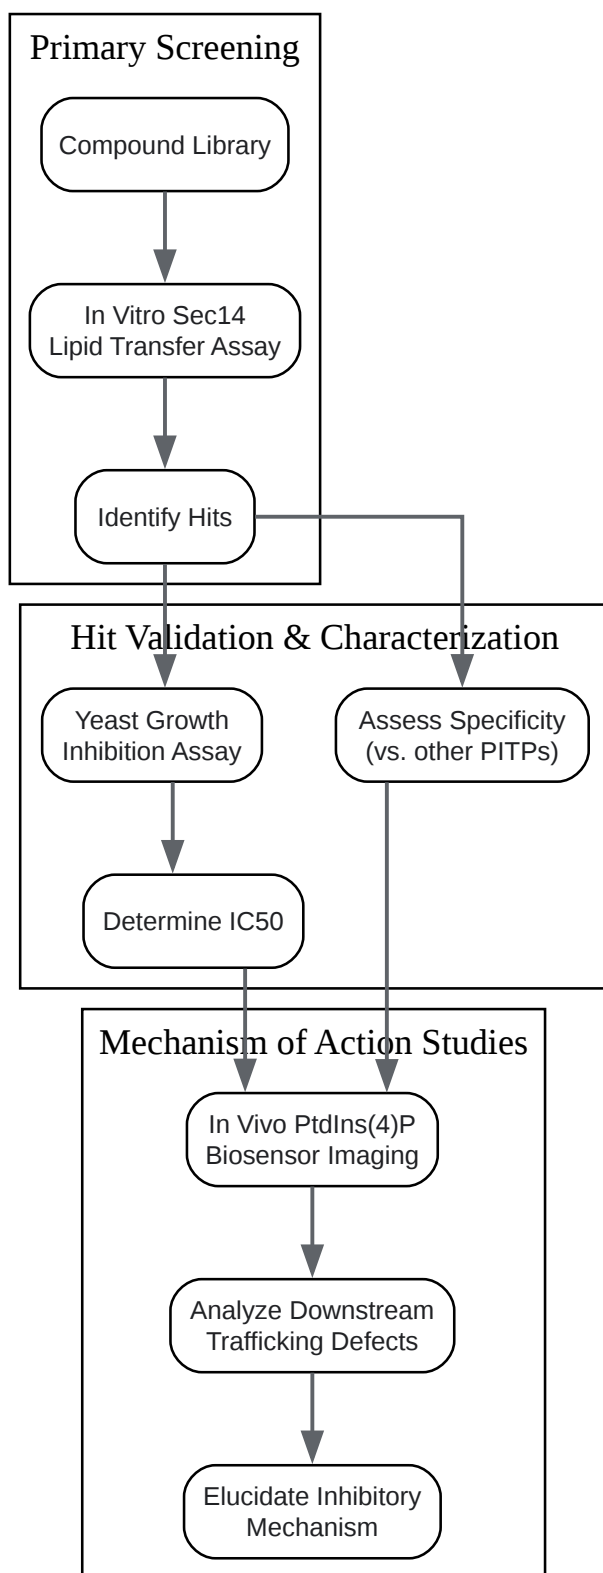 Primary Screening
Compound Library
In Vitro Sec14
Lipid Transfer Assay
Identify Hits
Hit Validation & Characterization
Yeast Growth
Inhibition Assay
Assess Specificity
(vs. other PITPs)
Determine IC50
Mechanism of Action Studies
In Vivo PtdIns(4)P
Biosensor Imaging
Analyze Downstream
Trafficking Defects
Elucidate Inhibitory
Mechanism